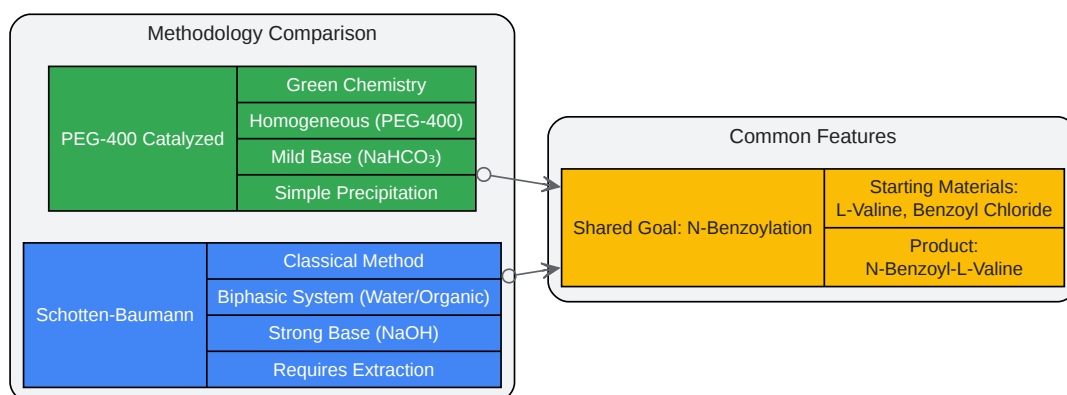 Methodology Comparison
PEG-400 Catalyzed
Green Chemistry
Homogeneous (PEG-400)
Mild Base (NaHCO₃)
Simple Precipitation
Schotten-Baumann
Classical Method
Biphasic System (Water/Organic)
Strong Base (NaOH)
Requires Extraction
Common Features
Shared Goal: N-Benzoylation
Starting Materials:
L-Valine, Benzoyl Chloride
Product:
N-Benzoyl-L-Valine